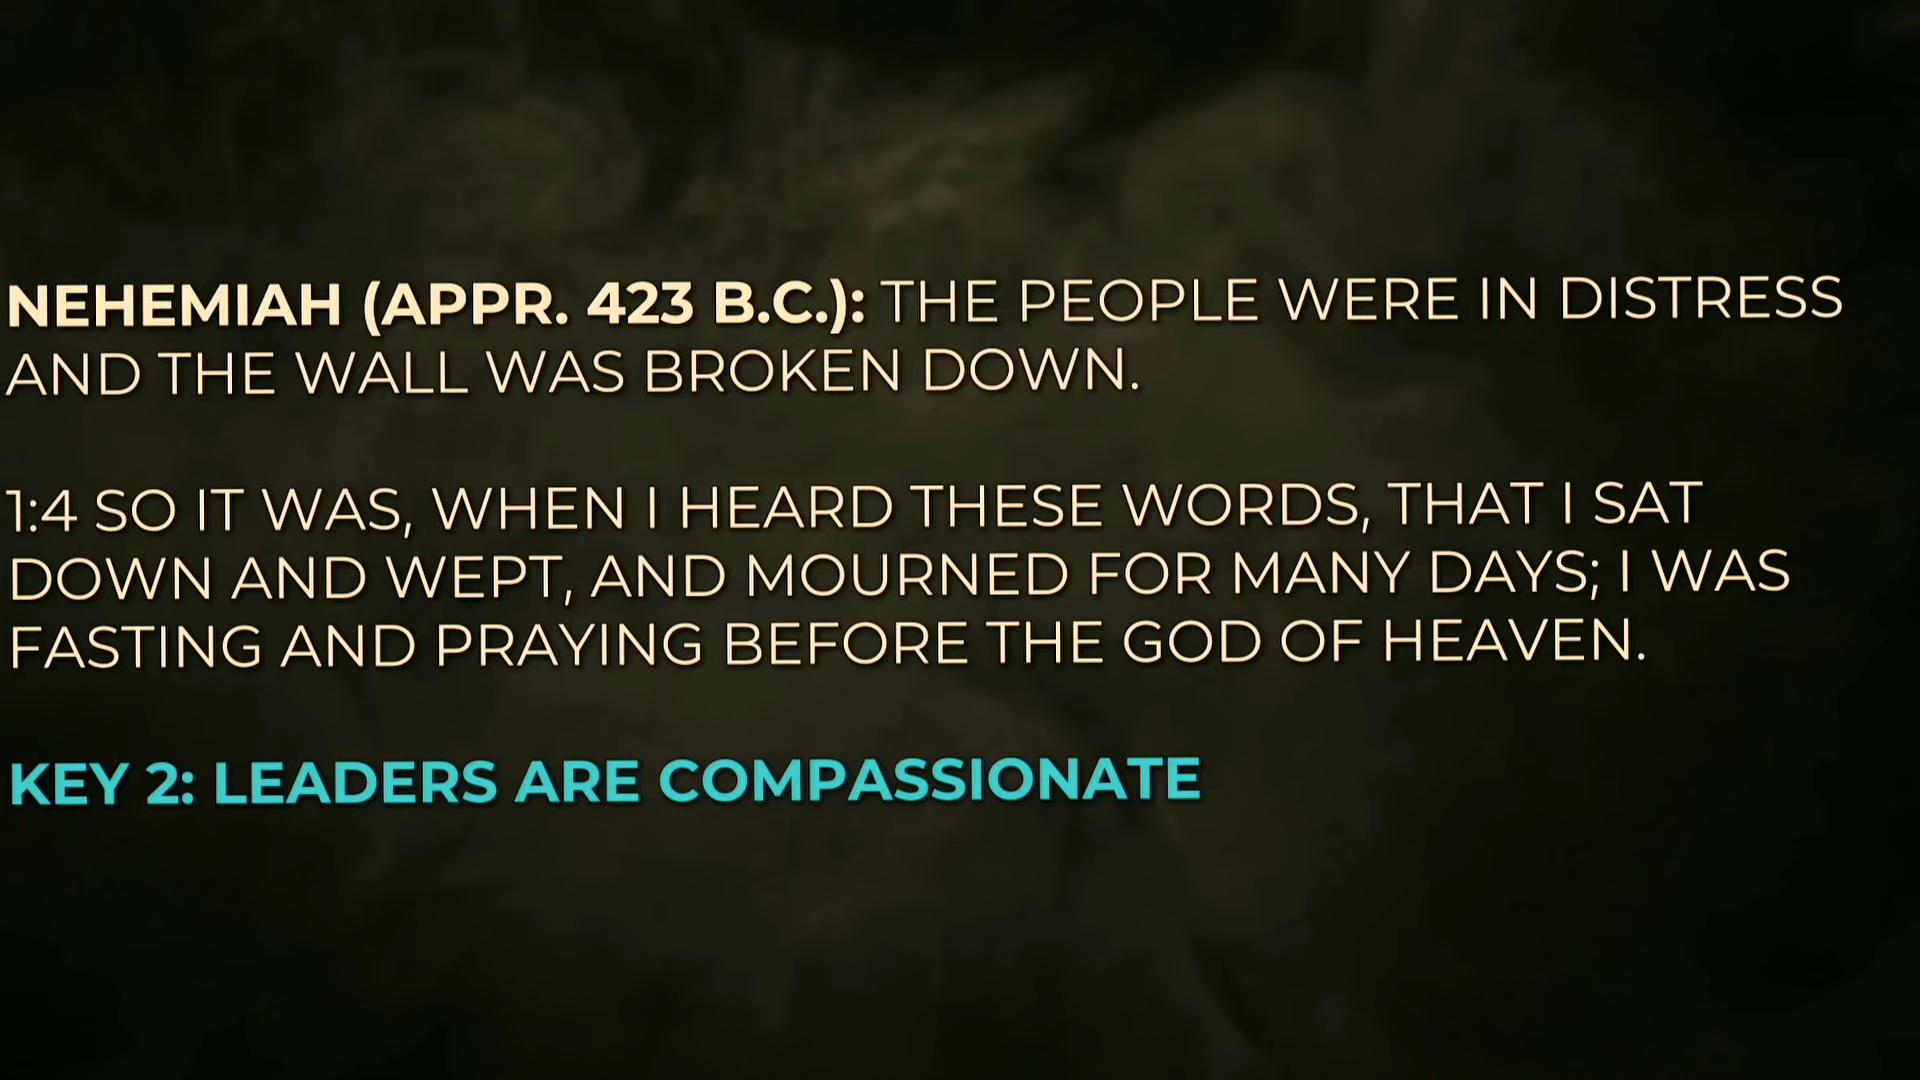 NEHEMIAH (APPR. 423 B.C.): THE PEOPLE WERE IN DISTRESS
AND THE WALL WAS BROKEN DOWN.
1:4 SO IT WAS, WHEN I HEARD THESE WORDS, THAT I SAT
DOWN AND WEPT, AND MOURNED FOR MANY DAYS; I WAS
FASTING AND PRAYING BEFORE THE GOD OF HEAVEN.
KEY 2: LEADERS ARE COMPASSIONATE